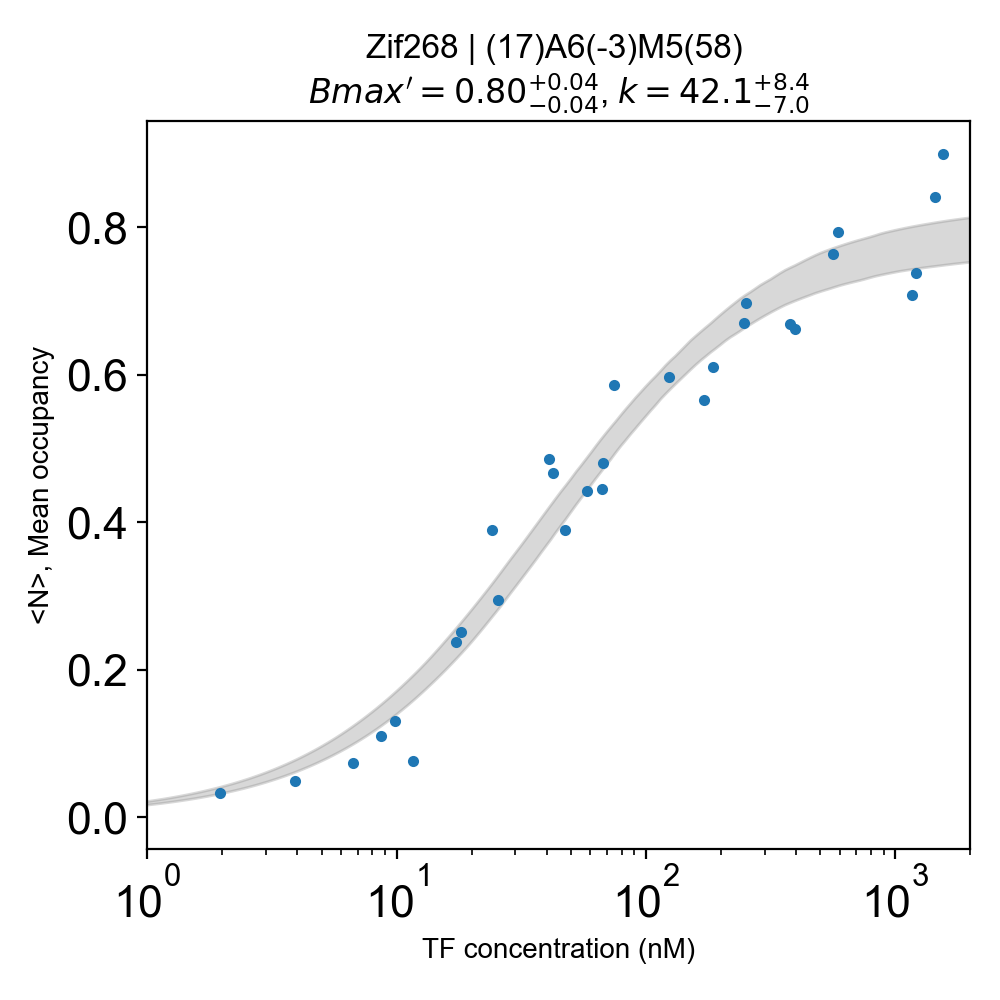 Zif268 | (17)A6(-3)M5(58)
Bmax′ = 0.80+0.04−0.04, k = 42.1+8.4−7.0
0.8
0.6
0.4
0.2
0.0
<N>, Mean occupancy
10^0 10^1 10^2 10^3
TF concentration (nM)